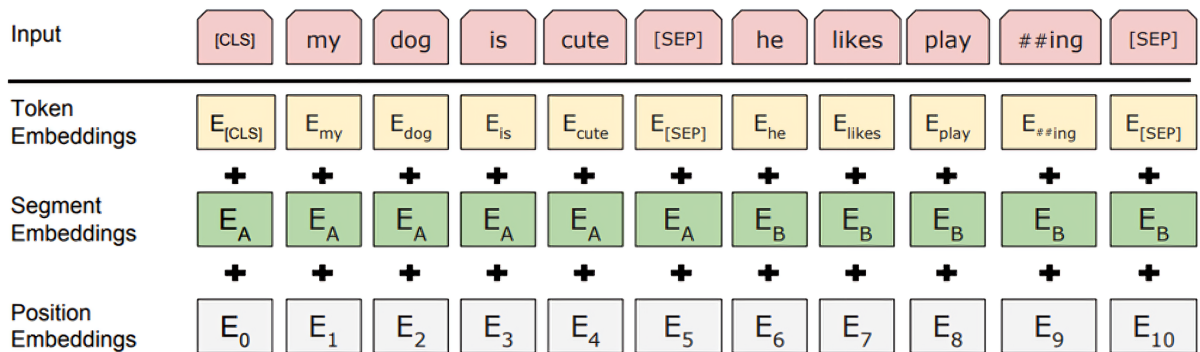 Input [CLS] my dog is cute [SEP] he likes play ##ing [SEP]
Token
Embeddings
E[CLS] Emy Edog Eis Ecute E[SEP] Ehe Elikes Eplay E##ing E[SEP]
+ + + + + + + + + + +
Segment
Embeddings
EA EA EA EA EA EA EB EB EB EB EB
+ + + + + + + + + + +
Position
Embeddings
E0 E1 E2 E3 E4 E5 E6 E7 E8 E9 E10